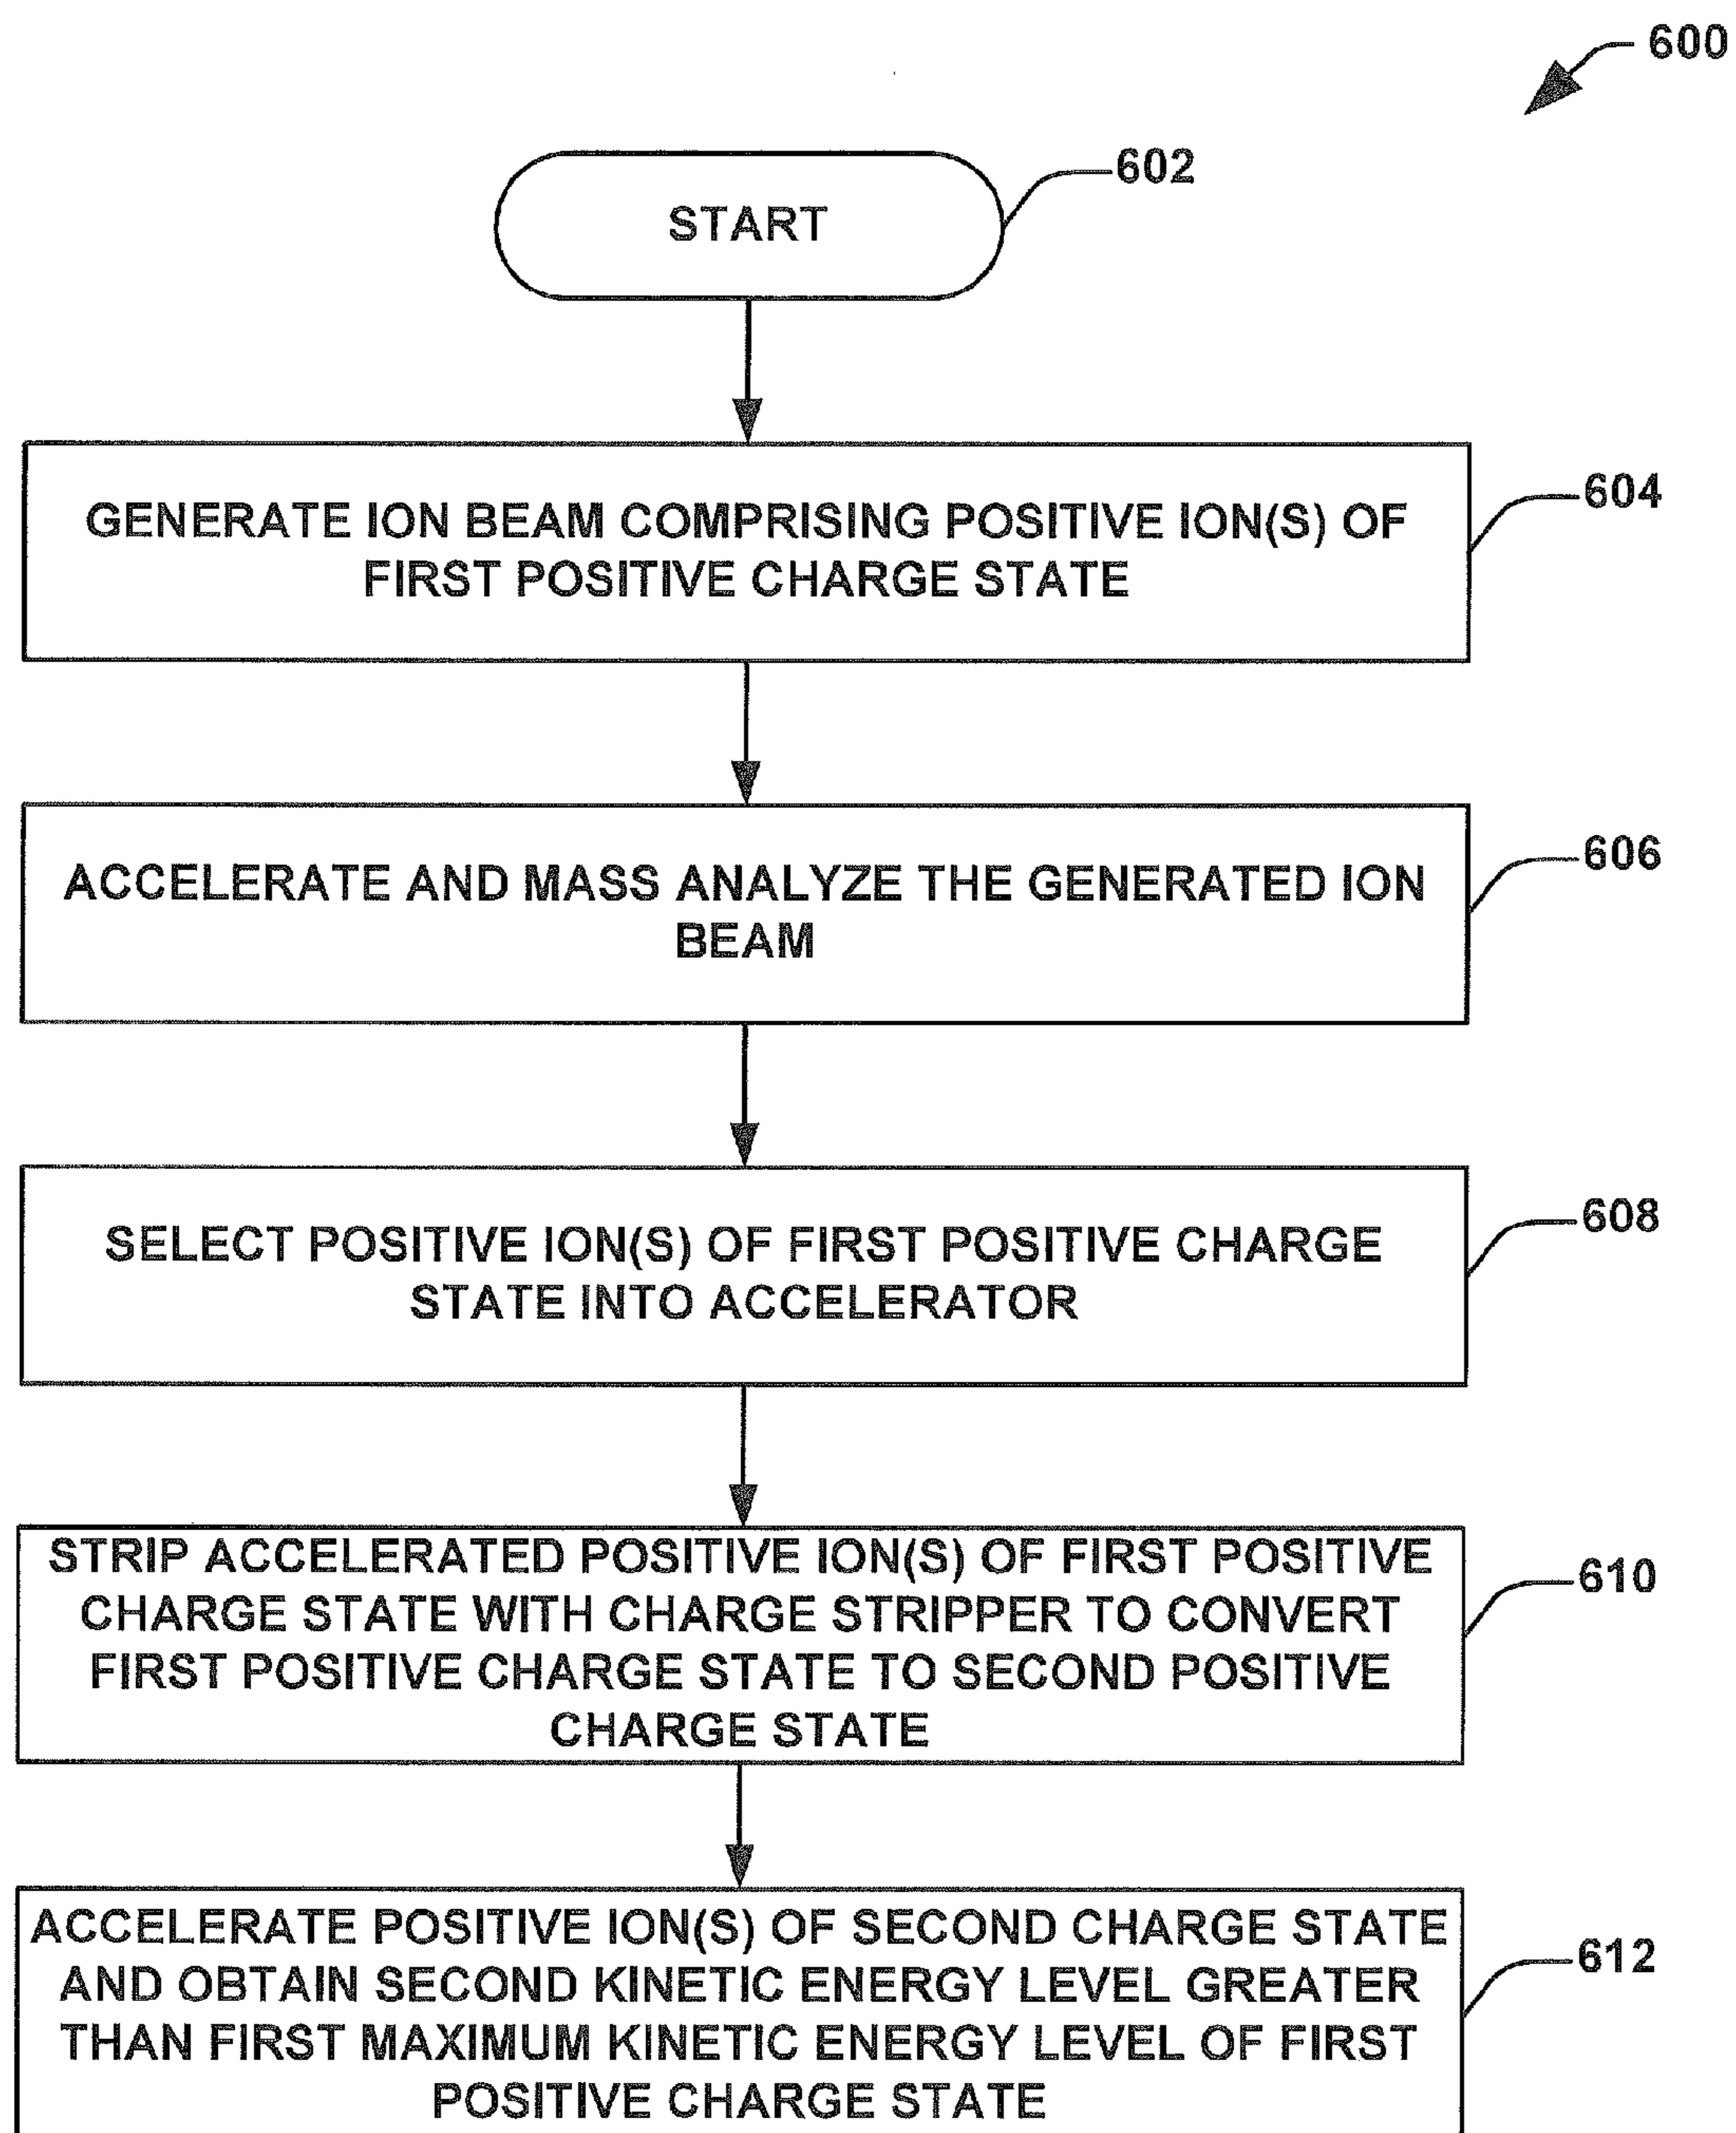 600
602
START
604
GENERATE ION BEAM COMPRISING POSITIVE ION(S) OF
FIRST POSITIVE CHARGE STATE
606
ACCELERATE AND MASS ANALYZE THE GENERATED ION
BEAM
608
SELECT POSITIVE ION(S) OF FIRST POSITIVE CHARGE
STATE INTO ACCELERATOR
610
STRIP ACCELERATED POSITIVE ION(S) OF FIRST POSITIVE
CHARGE STATE WITH CHARGE STRIPPER TO CONVERT
FIRST POSITIVE CHARGE STATE TO SECOND POSITIVE
CHARGE STATE
612
ACCELERATE POSITIVE ION(S) OF SECOND CHARGE STATE
AND OBTAIN SECOND KINETIC ENERGY LEVEL GREATER
THAN FIRST MAXIMUM KINETIC ENERGY LEVEL OF FIRST
POSITIVE CHARGE STATE